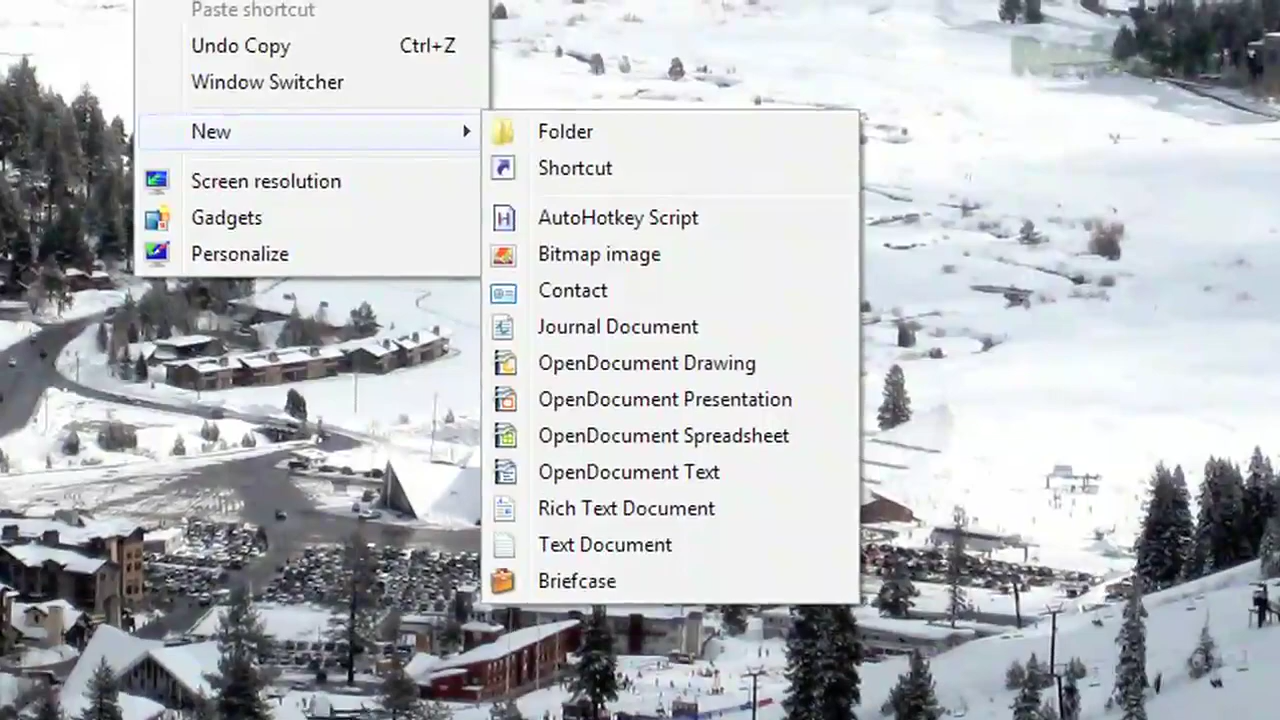 Paste shortcut
Undo Copy Ctrl+Z
Window Switcher
New
Screen resolution
Gadgets
Personalize
Folder
Shortcut
AutoHotkey Script
Bitmap image
Contact
Journal Document
OpenDocument Drawing
OpenDocument Presentation
OpenDocument Spreadsheet
OpenDocument Text
Rich Text Document
Text Document
Briefcase